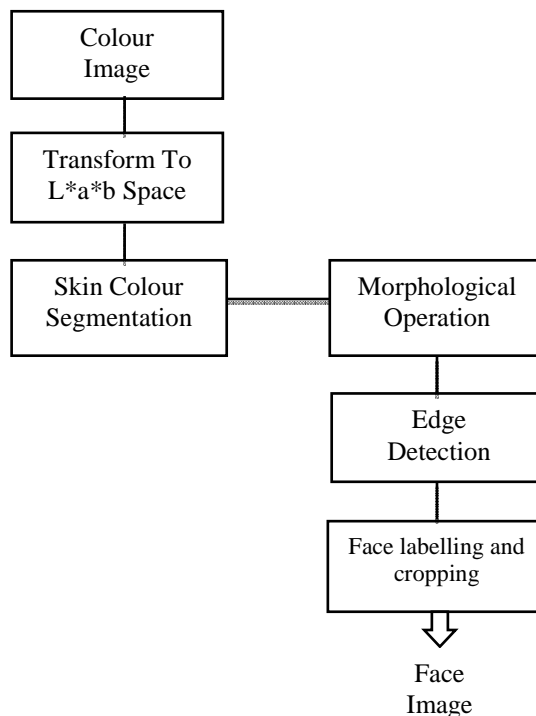 Colour
Image
Transform To
L*a*b Space
Skin Colour
Segmentation
Morphological
Operation
Edge
Detection
Face labelling and
cropping
Face
Image